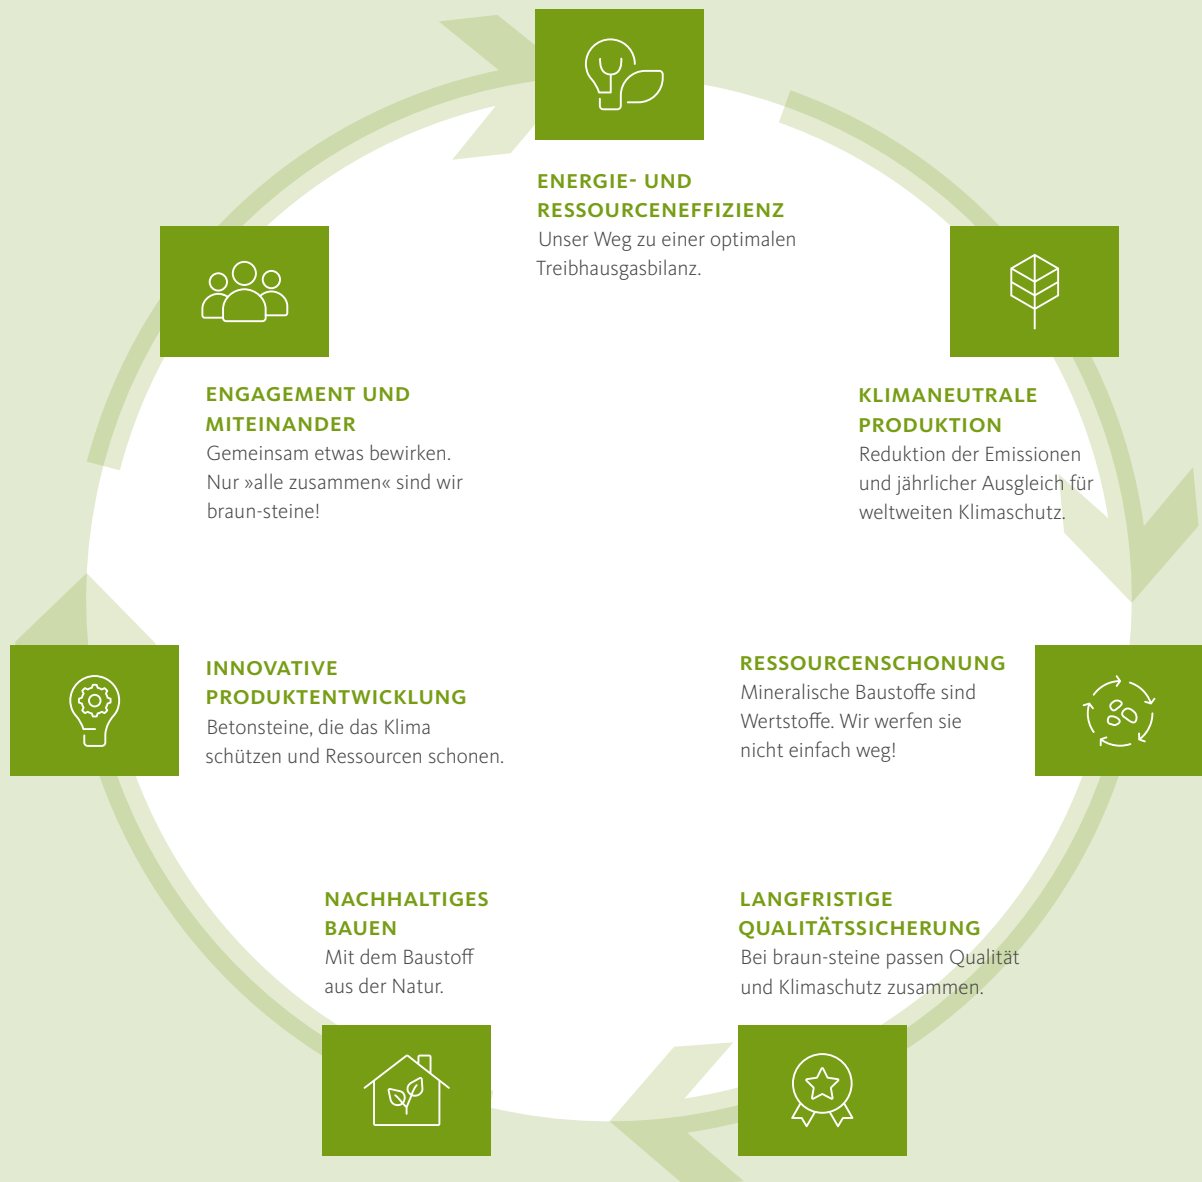 ENERGIE- UND
RESSOURCENEFFIZIENZ
Unser Weg zu einer optimalen
Treibhausgasbilanz.
KLIMANEUTRALE
PRODUKTION
Reduktion der Emissionen
und jährlicher Ausgleich für
weltweiten Klimaschutz.
RESSOURCENSCHONUNG
Mineralische Baustoffe sind
Wertstoffe. Wir werfen sie
nicht einfach weg!
LANGFRISTIGE
QUALITÄTSSICHERUNG
Bei braun-steine passen Qualität
und Klimaschutz zusammen.
NACHHALTIGES
BAUEN
Mit dem Baustoff
aus der Natur.
INNOVATIVE
PRODUKTENTWICKLUNG
Betonsteine, die das Klima
schützen und Ressourcen schonen.
ENGAGEMENT UND
MITEINANDER
Gemeinsam etwas bewirken.
Nur »alle zusammen« sind wir
braun-steine!